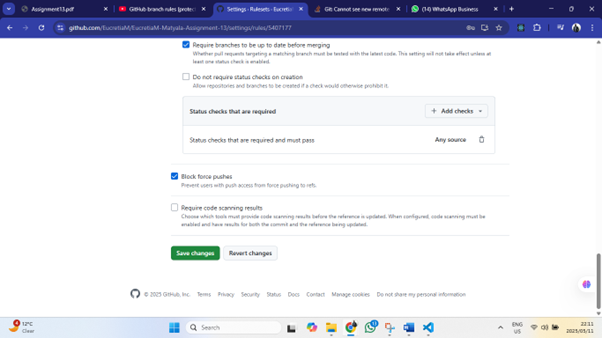 Assignment13.pdf
GitHub branch rules (protect
Settings · Rulesets · Eucretia
Git: Cannot see new remote
(14) WhatsApp Business
github.com/EucretiaM/EucretiaM-Matyala-Assignment-13/settings/rules/5407177
Require branches to be up to date before merging
Whether pull requests targeting a matching branch must be tested with the latest code. This setting will not take effect unless at
least one status check is enabled.
Do not require status checks on creation
Allow repositories and branches to be created if a check would otherwise prohibit it.
Status checks that are required
Add checks
Status checks that are required and must pass
Any source
Block force pushes
Prevent users with push access from force pushing to refs.
Require code scanning results
Choose which tools must provide code scanning results before the reference is updated. When configured, code scanning must be
enabled and have results for both the commit and the reference being updated.
Save changes
Revert changes
© 2025 GitHub, Inc.
Terms
Privacy
Security
Status
Docs
Contact
Manage cookies
Do not share my personal information
12°C
Clear
Search
ENG
US
22:11
2025/05/11